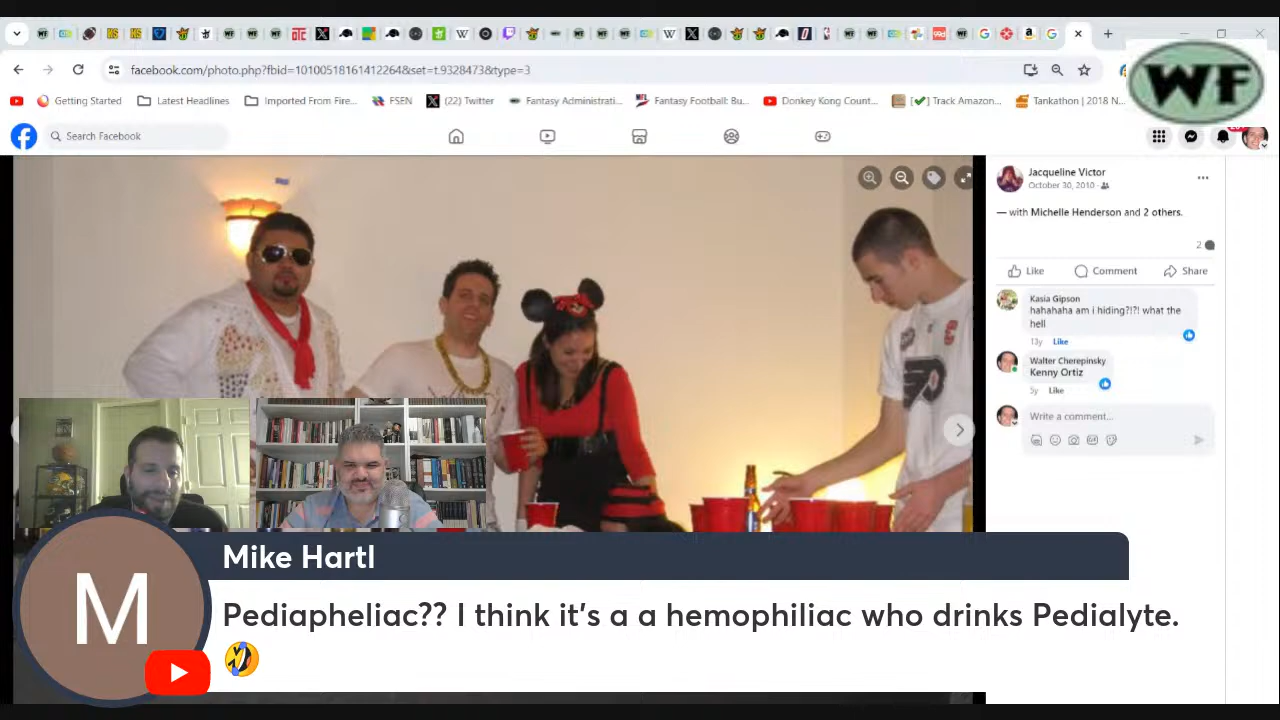 facebook.com/photo.php?fbid=10100518161412264&set=t.9328473&type=3
Getting Started
Latest Headlines
Imported From Fire...
FSEN
(22) Twitter
Fantasy Administrati...
Fantasy Football: Bu...
Donkey Kong Count...
Track Amazon...
Tankathon | 2018 N...
WF
Search Facebook
Jacqueline Victor
October 30, 2010
— with Michelle Henderson and 2 others.
2
Like
Comment
Share
Kasia Gipson
hahahaha am i hiding?!?! what the
hell
13y Like
Walter Cherepinsky
Kenny Ortiz
5y Like
Write a comment...
Mike Hartl
M
Pediapheliac?? I think it's a a hemophiliac who drinks Pedialyte.
🤣